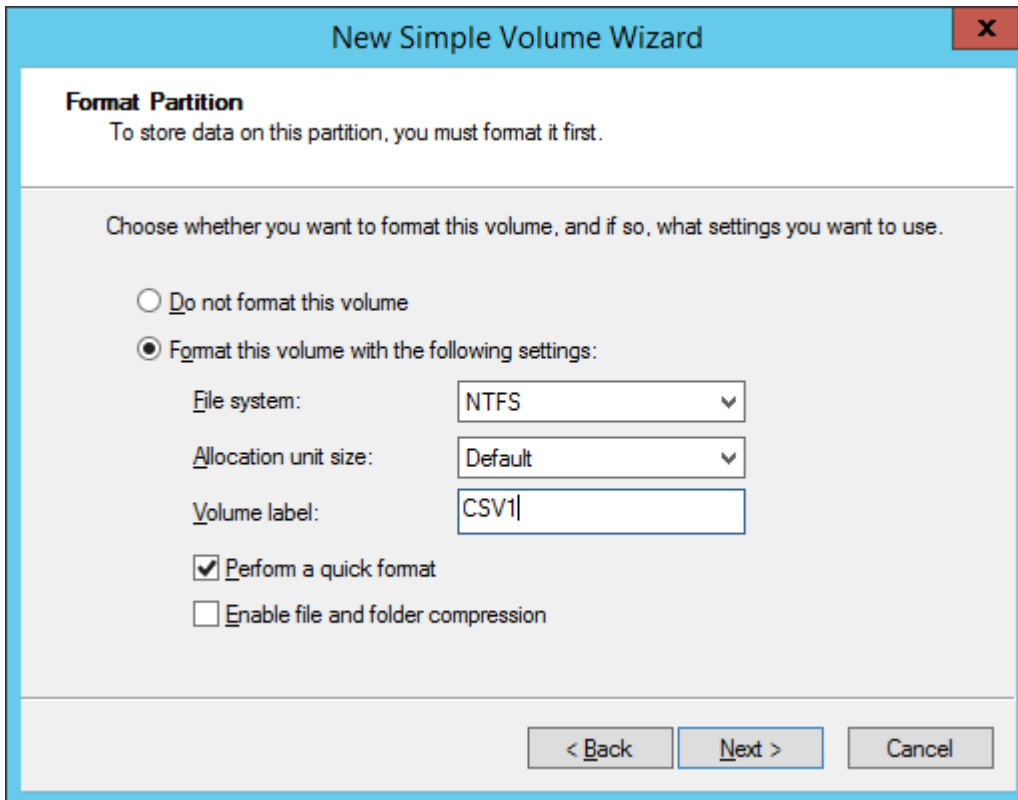 New Simple Volume Wizard
x
Format Partition
To store data on this partition, you must format it first.
Choose whether you want to format this volume, and if so, what settings you want to use.
Do not format this volume
Format this volume with the following settings:
File system: NTFS
Allocation unit size: Default
Volume label: CSV1
Perform a quick format
Enable file and folder compression
< Back Next > Cancel